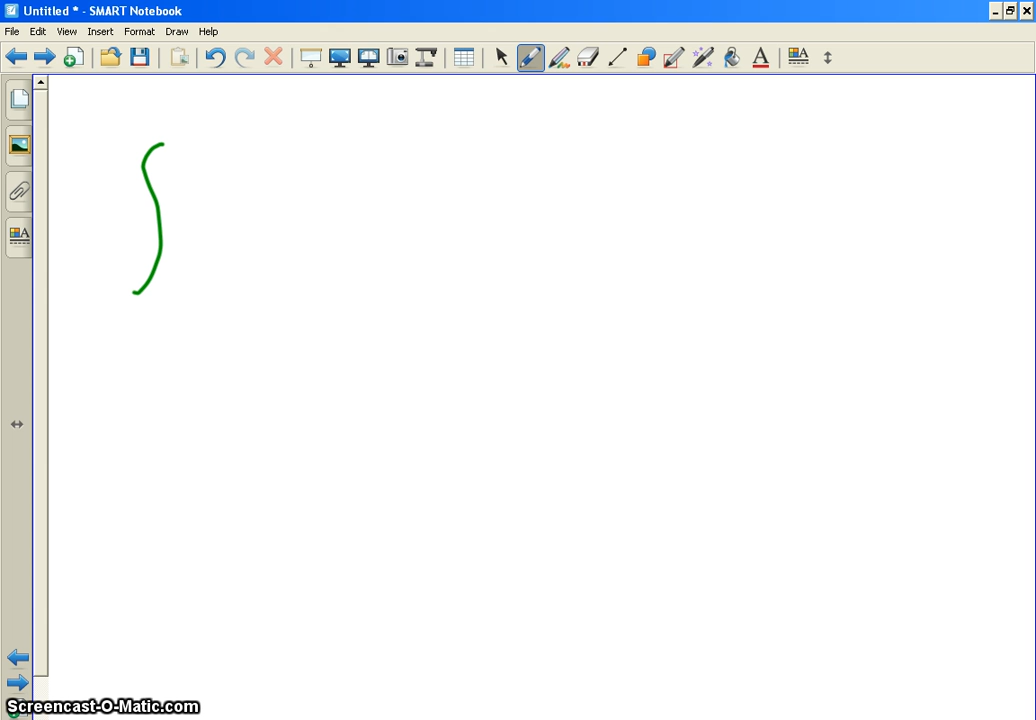 Untitled * - SMART Notebook
File Edit View Insert Format Draw Help
∫
Screencast-O-Matic.com